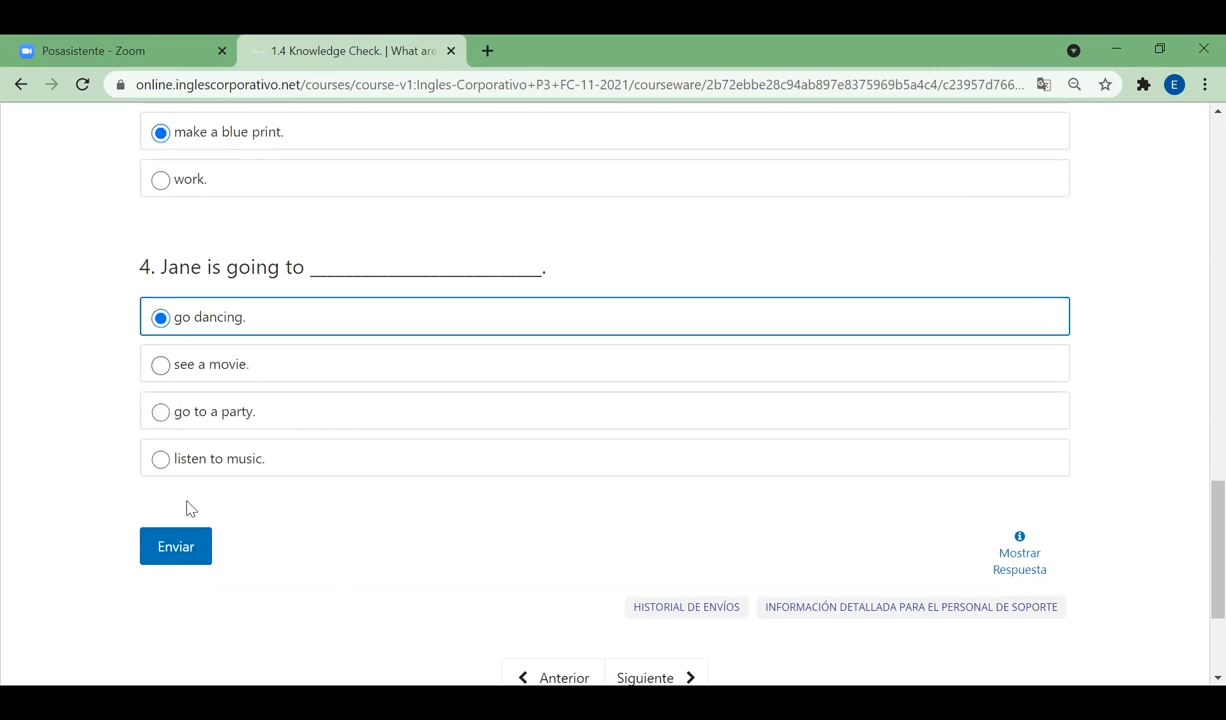 Posasistente - Zoom
1.4 Knowledge Check. | What are
online.inglescorporativo.net/courses/course-v1:Ingles-Corporativo+P3+FC-11-2021/courseware/2b72ebbe28c94ab897e8375969b5a4c4/c23957d766...
E
make a blue print.
work.
4. Jane is going to ___________________________.
go dancing.
see a movie.
go to a party.
listen to music.
Enviar
Mostrar
Respuesta
HISTORIAL DE ENVÍOS
INFORMACIÓN DETALLADA PARA EL PERSONAL DE SOPORTE
Anterior
Siguiente